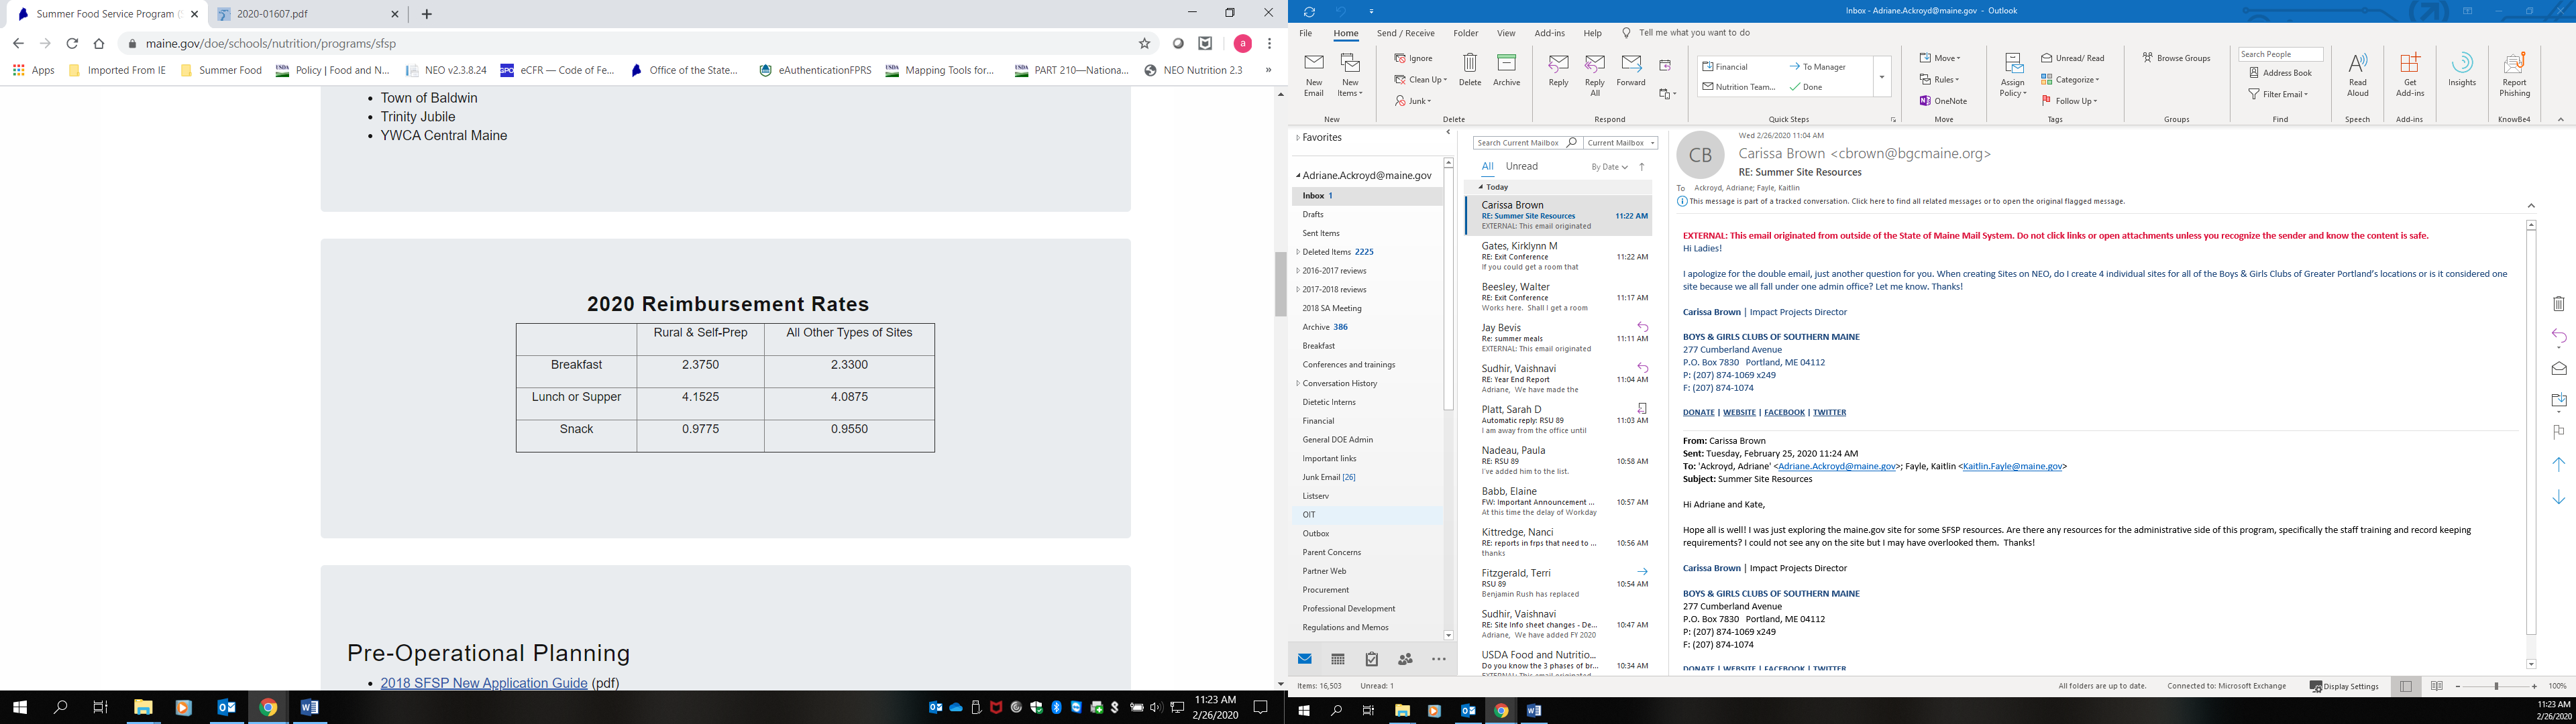 Summer Food Service Program (
2020-01607.pdf
maine.gov/doe/schools/nutrition/programs/sfsp
a
Apps
Imported From IE
Summer Food
Policy | Food and N...
NEO v2.3.8.24
eCFR — Code of Fe...
Office of the State...
eAuthenticationFPRS
Mapping Tools for...
PART 210—Nationa...
NEO Nutrition 2.3
»
• Town of Baldwin
• Trinity Jubile
• YWCA Central Maine
2020 Reimbursement Rates
Rural & Self-Prep All Other Types of Sites
Breakfast 2.3750 2.3300
Lunch or Supper 4.1525 4.0875
Snack 0.9775 0.9550
Pre-Operational Planning
• 2018 SFSP New Application Guide (pdf)
11:23 AM
2/26/2020
Inbox - Adriane.Ackroyd@maine.gov - Outlook
File Home Send / Receive Folder View Add-ins Help Tell me what you want to do
New Email
New Items
New
Ignore
Clean Up
Junk
Delete
Archive
Delete
Reply
Reply All
Forward
Respond
Financial
To Manager
Nutrition Team...
Done
Quick Steps
Move
Rules
OneNote
Move
Assign Policy
Unread/ Read
Categorize
Follow Up
Tags
Browse Groups
Groups
Search People
Address Book
Filter Email
Find
Read Aloud
Speech
Get Add-ins
Add-ins
Insights
Report Phishing
KnowBe4
Favorites
Adriane.Ackroyd@maine.gov
Inbox 1
Drafts
Sent Items
Deleted Items 2225
2016-2017 reviews
2017-2018 reviews
2018 SA Meeting
Archive 386
Breakfast
Conferences and trainings
Conversation History
Dietetic Interns
Financial
General DOE Admin
Important links
Junk Email [26]
Listserv
OIT
Outbox
Parent Concerns
Partner Web
Procurement
Professional Development
Regulations and Memos
Items: 16,503 Unread: 1
Search Current Mailbox
Current Mailbox
All Unread By Date
Today
Carissa Brown
RE: Summer Site Resources 11:22 AM
EXTERNAL: This email originated
Gates, Kirklynn M
RE: Exit Conference 11:22 AM
If you could get a room that
Beesley, Walter
RE: Exit Conference 11:17 AM
Works here. Shall I get a room
Jay Bevis
Re: summer meals 11:11 AM
EXTERNAL: This email originated
Sudhir, Vaishnavi
RE: Year End Report 11:04 AM
Adriane, We have made the
Platt, Sarah D
Automatic reply: RSU 89 11:03 AM
I am away from the office until
Nadeau, Paula
RE: RSU 89 10:58 AM
I've added him to the list.
Babb, Elaine
FW: Important Announcement ... 10:57 AM
At this time the delay of Workday
Kittredge, Nanci
RE: reports in frps that need to ... 10:56 AM
thanks
Fitzgerald, Terri
RSU 89 10:54 AM
Benjamin Rush has replaced
Sudhir, Vaishnavi
RE: Site Info sheet changes - De... 10:47 AM
Adriane, We have added FY 2020
USDA Food and Nutritio...
Do you know the 3 phases of br... 10:34 AM
EXTERNAL: This email originated
CB
Wed 2/26/2020 11:04 AM
Carissa Brown <cbrown@bgcmaine.org>
RE: Summer Site Resources
To Ackroyd, Adriane; Fayle, Kaitlin
This message is part of a tracked conversation. Click here to find all related messages or to open the original flagged message.
EXTERNAL: This email originated from outside of the State of Maine Mail System. Do not click links or open attachments unless you recognize the sender and know the content is safe.
Hi Ladies!
I apologize for the double email, just another question for you. When creating Sites on NEO, do I create 4 individual sites for all of the Boys & Girls Clubs of Greater Portland's locations or is it considered one
site because we all fall under one admin office? Let me know. Thanks!
Carissa Brown | Impact Projects Director
BOYS & GIRLS CLUBS OF SOUTHERN MAINE
277 Cumberland Avenue
P.O. Box 7830 Portland, ME 04112
P: (207) 874-1069 x249
F: (207) 874-1074
DONATE | WEBSITE | FACEBOOK | TWITTER
From: Carissa Brown
Sent: Tuesday, February 25, 2020 11:24 AM
To: 'Ackroyd, Adriane' <Adriane.Ackroyd@maine.gov>; Fayle, Kaitlin <Kaitlin.Fayle@maine.gov>
Subject: Summer Site Resources
Hi Adriane and Kate,
Hope all is well! I was just exploring the maine.gov site for some SFSP resources. Are there any resources for the administrative side of this program, specifically the staff training and record keeping
requirements? I could not see any on the site but I may have overlooked them. Thanks!
Carissa Brown | Impact Projects Director
BOYS & GIRLS CLUBS OF SOUTHERN MAINE
277 Cumberland Avenue
P.O. Box 7830 Portland, ME 04112
P: (207) 874-1069 x249
F: (207) 874-1074
DONATE | WEBSITE | FACEBOOK | TWITTER
All folders are up to date. Connected to: Microsoft Exchange Display Settings 100%
11:23 AM
2/26/2020